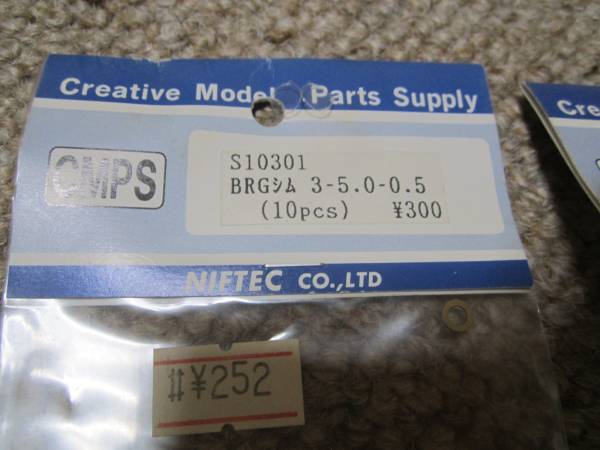 Creative Model Parts Supply
CMPS
S10301
BRGシム 3-5.0-0.5
(10pcs) ¥300
NIFTEC CO.,LTD
¥252
Cre